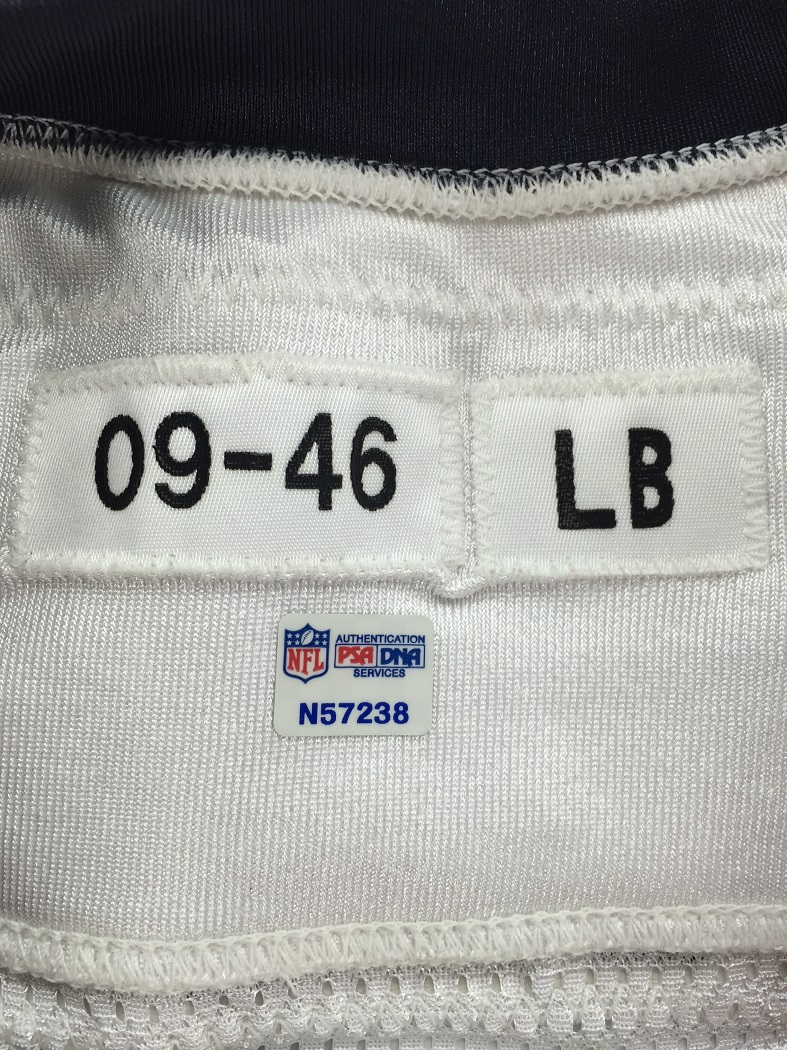 09-46
LB
NFL
AUTHENTICATION
PSA DNA
SERVICES
N57238